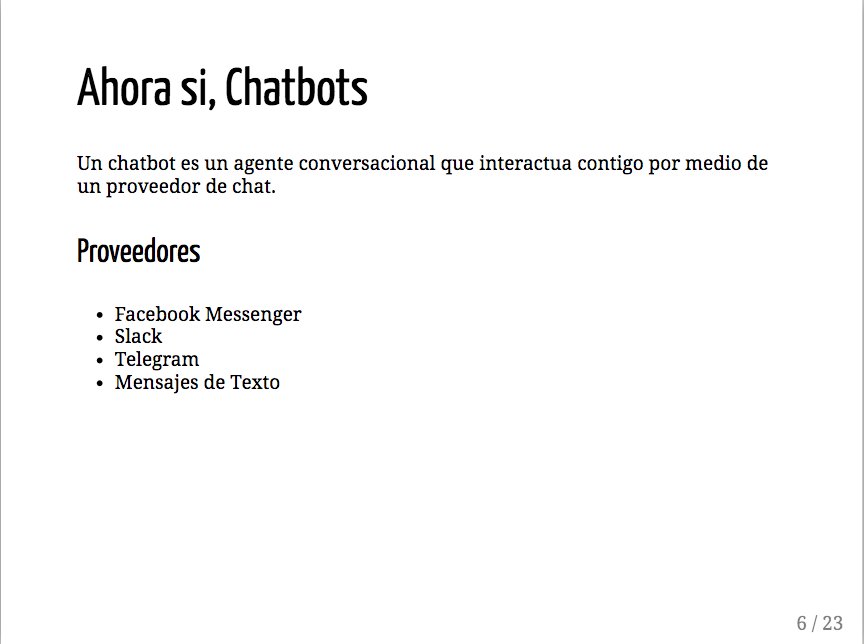 Ahora si, Chatbots
Un chatbot es un agente conversacional que interactua contigo por medio de
un proveedor de chat.
Proveedores
• Facebook Messenger
• Slack
• Telegram
• Mensajes de Texto
6 / 23